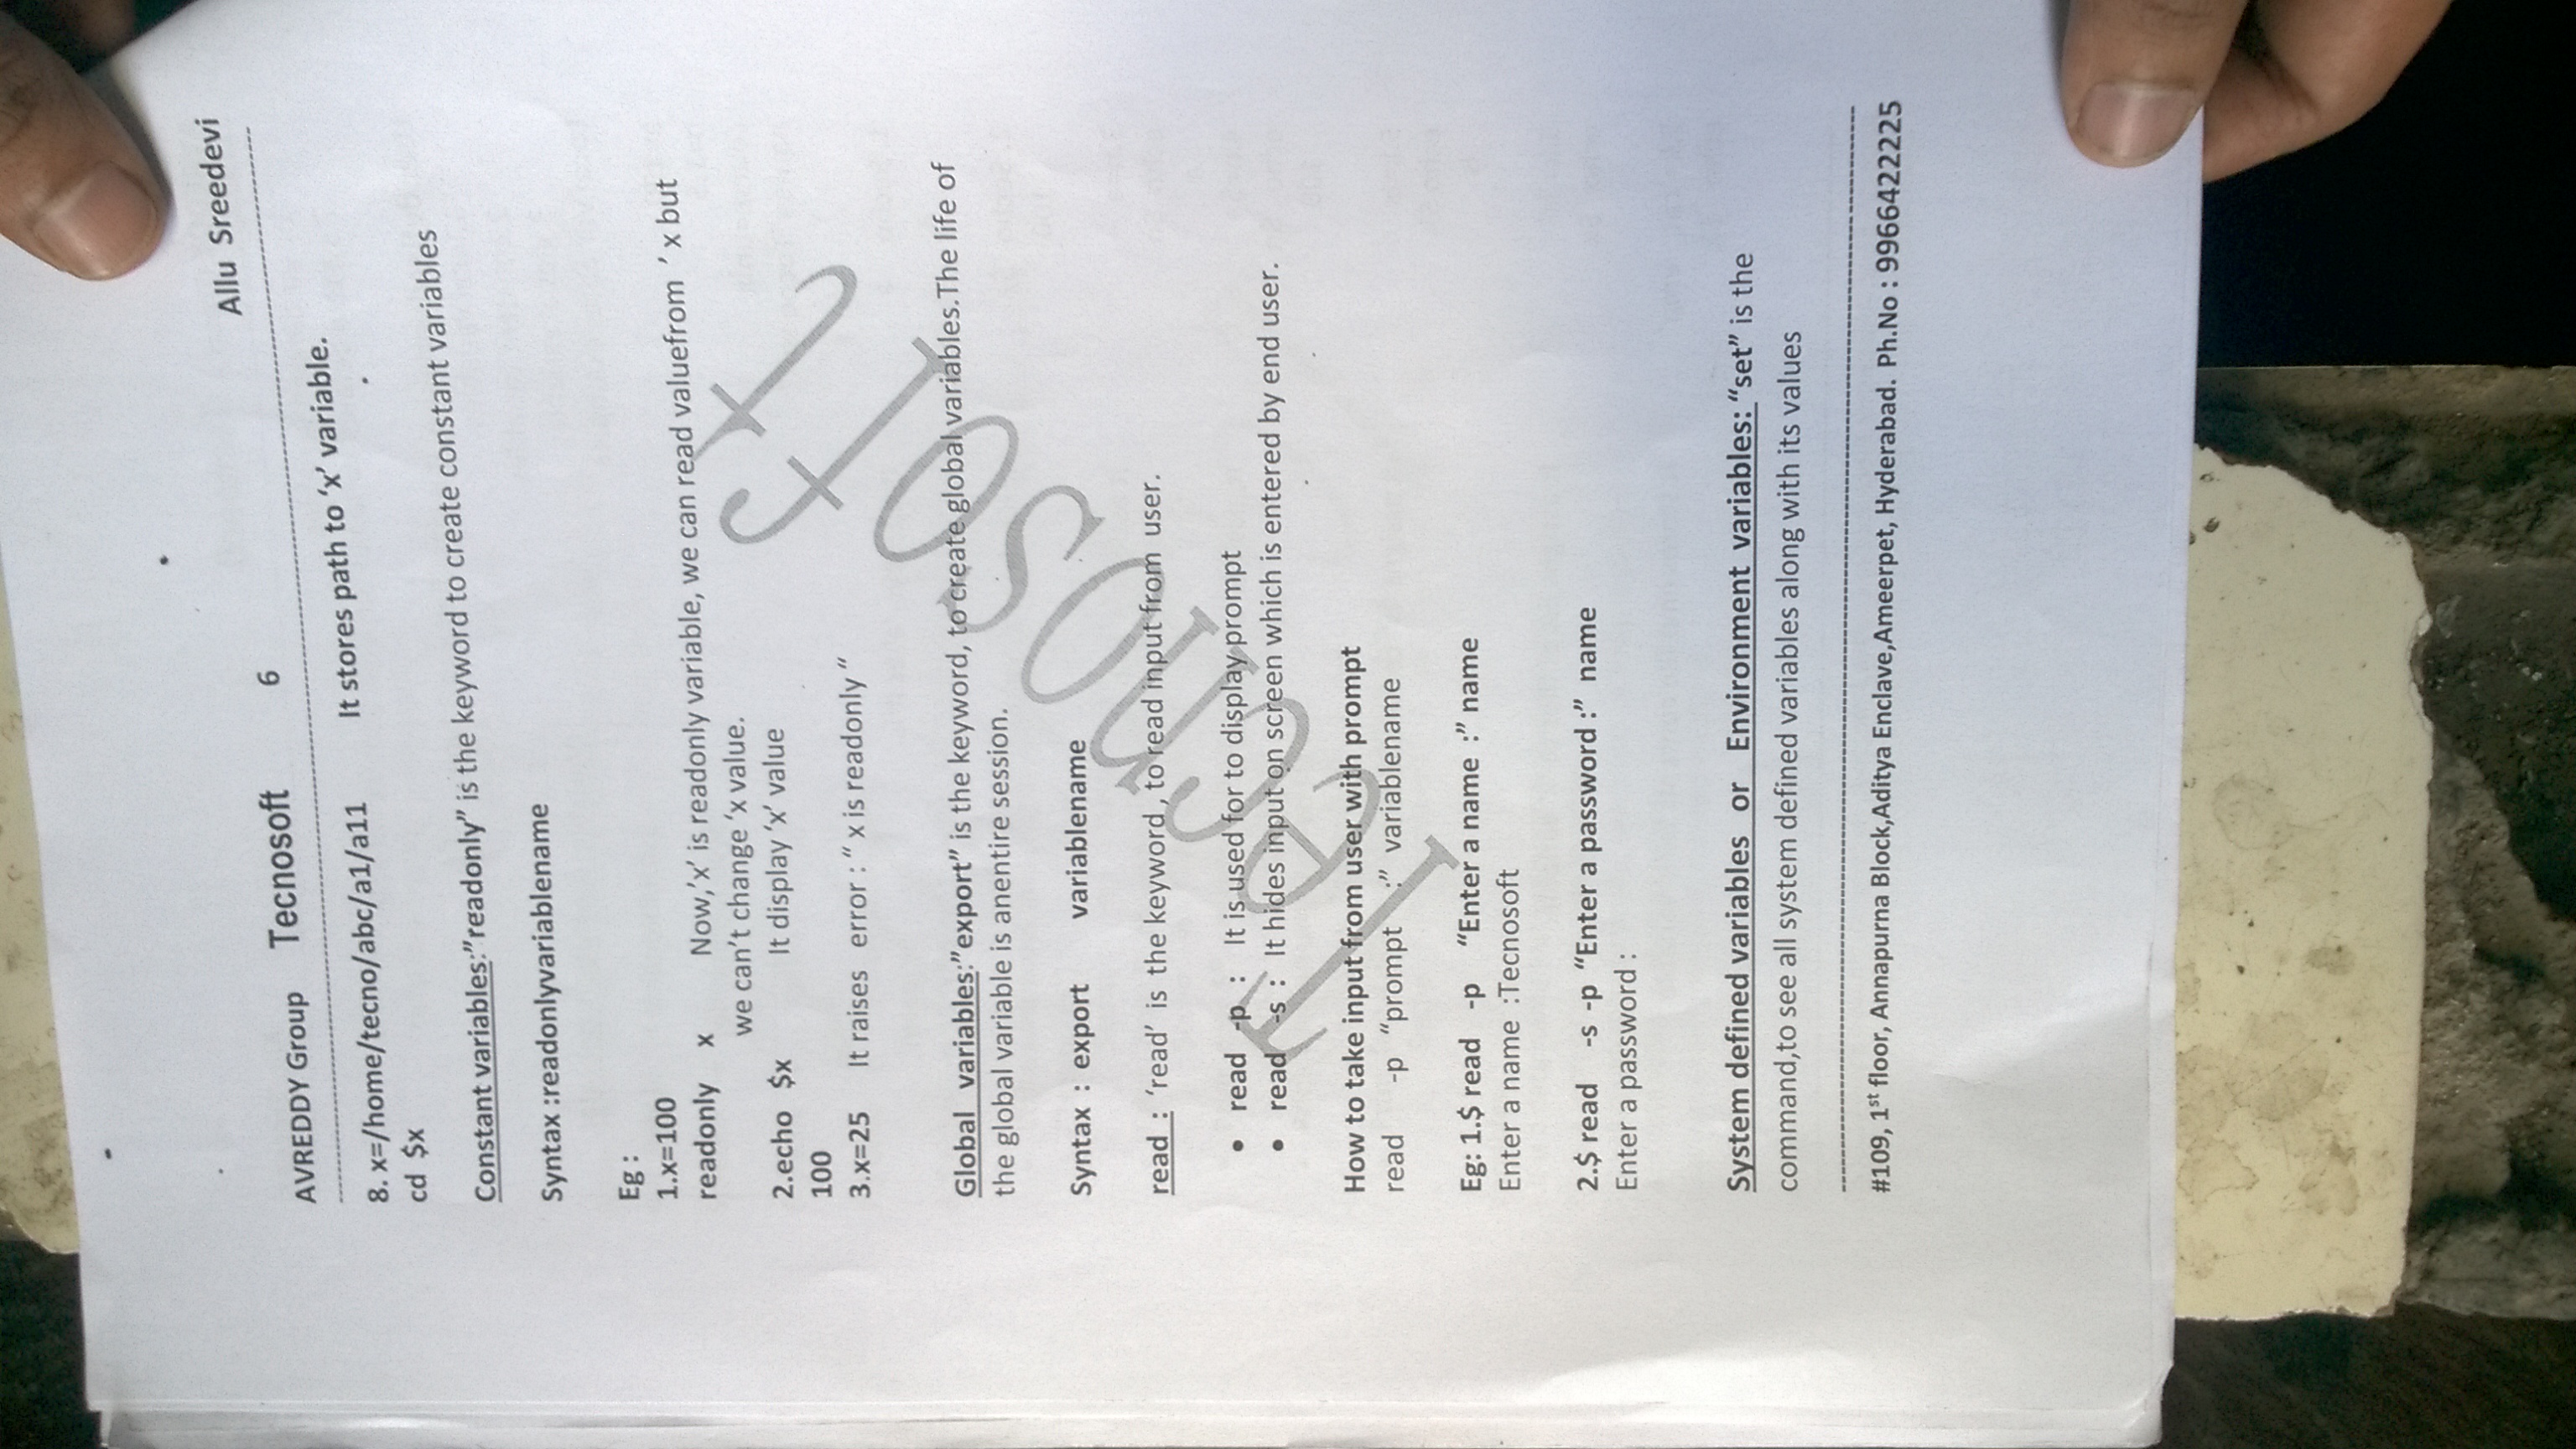 AVREDDY Group Tecnosoft 6 Allu Sreedevi
8. x=/home/tecno/abc/a1/a11 It stores path to ‘x’ variable.
cd $x
Constant variables:”readonly” is the keyword to create constant variables
Syntax :readonlyvariablename
Eg :
1.x=100
readonly x Now,’x’ is readonly variable, we can read valuefrom ’ x but
we can’t change ‘x value.
2.echo $x It display ‘x’ value
100
3.x=25 It raises error : “ x is readonly “
Global variables:”export” is the keyword, to create global variables.The life of
the global variable is anentire session.
Syntax : export variablename
read : ‘read’ is the keyword , to read input from user.
• read -p : It is used for to display prompt
• read -s : It hides input on screen which is entered by end user.
How to take input from user with prompt
read -p “prompt :” variablename
Eg: 1.$ read -p “Enter a name :” name
Enter a name :Tecnosoft
2.$ read -s -p “Enter a password :” name
Enter a password :
System defined variables or Environment variables: “set” is the
command,to see all system defined variables along with its values
#109, 1st floor, Annapurna Block,Aditya Enclave,Ameerpet, Hyderabad. Ph.No : 9966422225
Tecnosoft